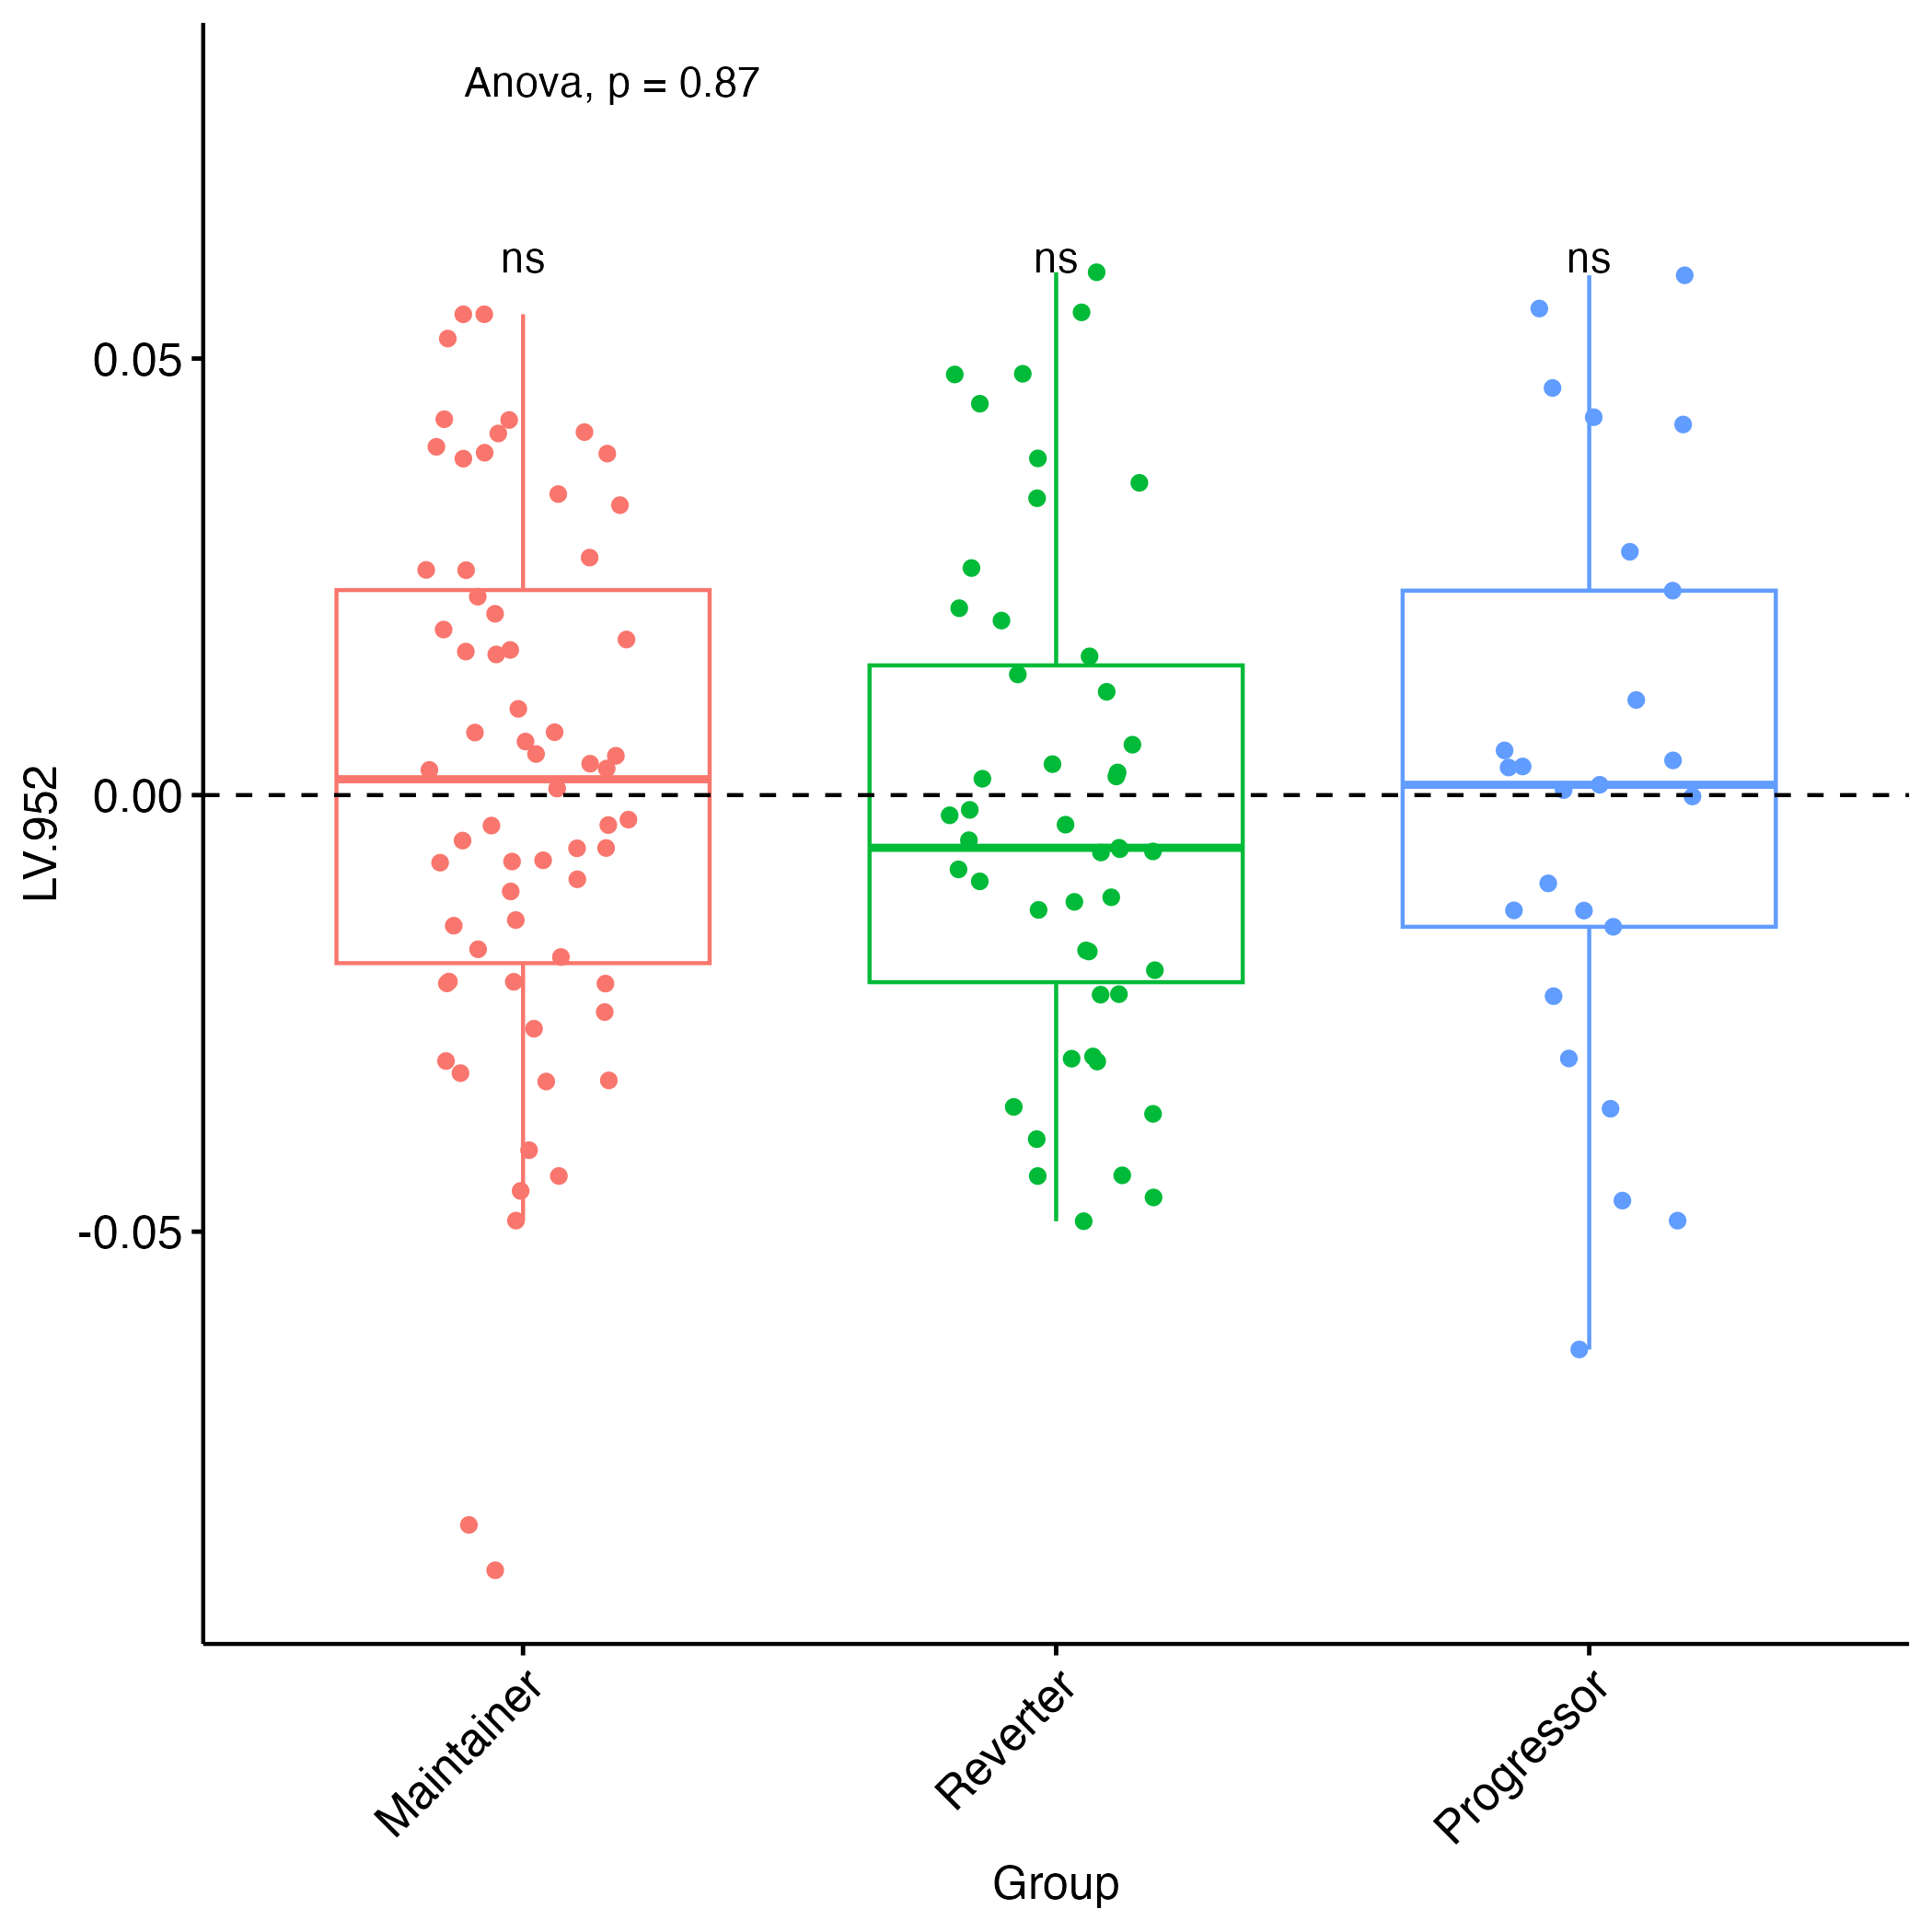 Anova, p = 0.87
ns ns ns
0.05
0.00
-0.05
LV.952
Maintainer Reverter Progressor
Group